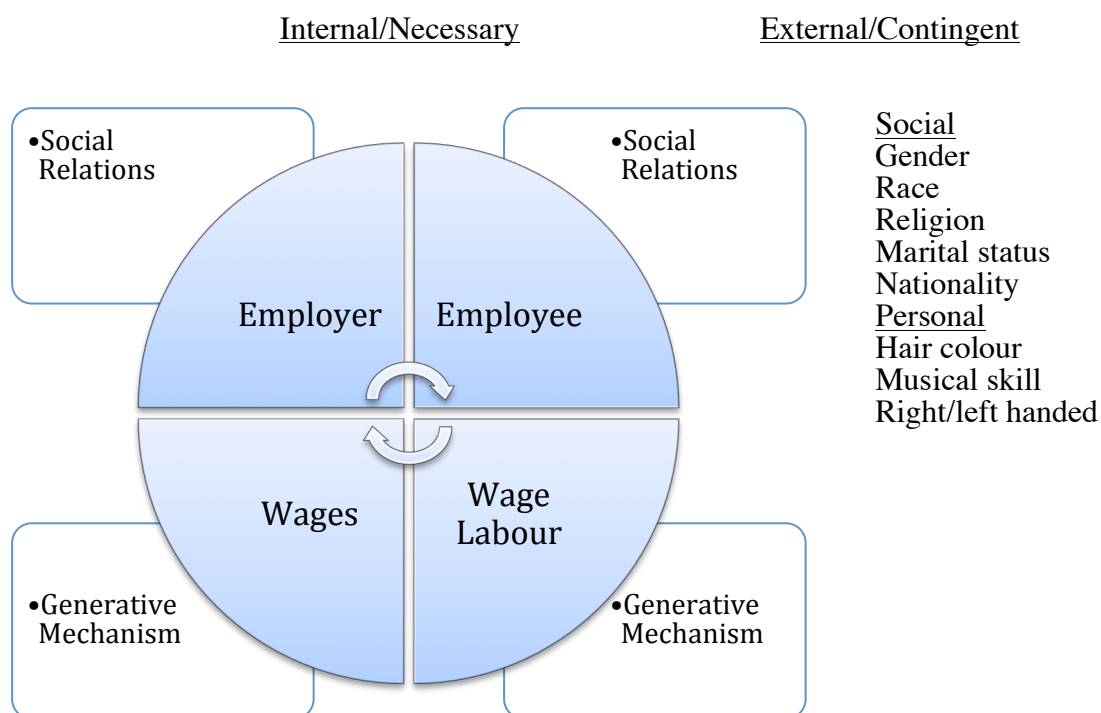 Internal/Necessary
External/Contingent
•Social
Relations
•Social
Relations
Employer
Employee
Wages
Wage
Labour
•Generative
Mechanism
•Generative
Mechanism
Social
Gender
Race
Religion
Marital status
Nationality
Personal
Hair colour
Musical skill
Right/left handed